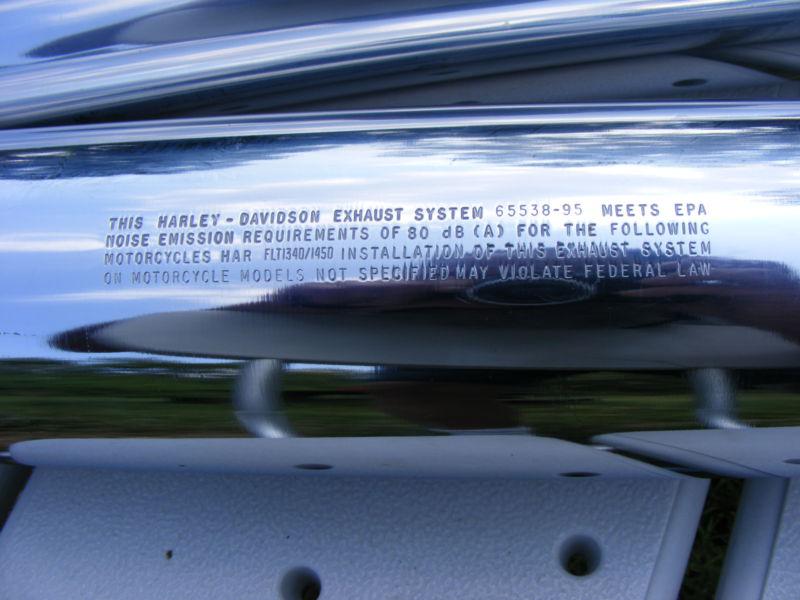 THIS HARLEY-DAVIDSON EXHAUST SYSTEM 65538-95 MEETS EPA
NOISE EMISSION REQUIREMENTS OF 80 dB (A) FOR THE FOLLOWING
MOTORCYCLES HAR FLT1340/1450 INSTALLATION OF THIS EXHAUST SYSTEM
ON MOTORCYCLE MODELS NOT SPECIFIED MAY VIOLATE FEDERAL LAW